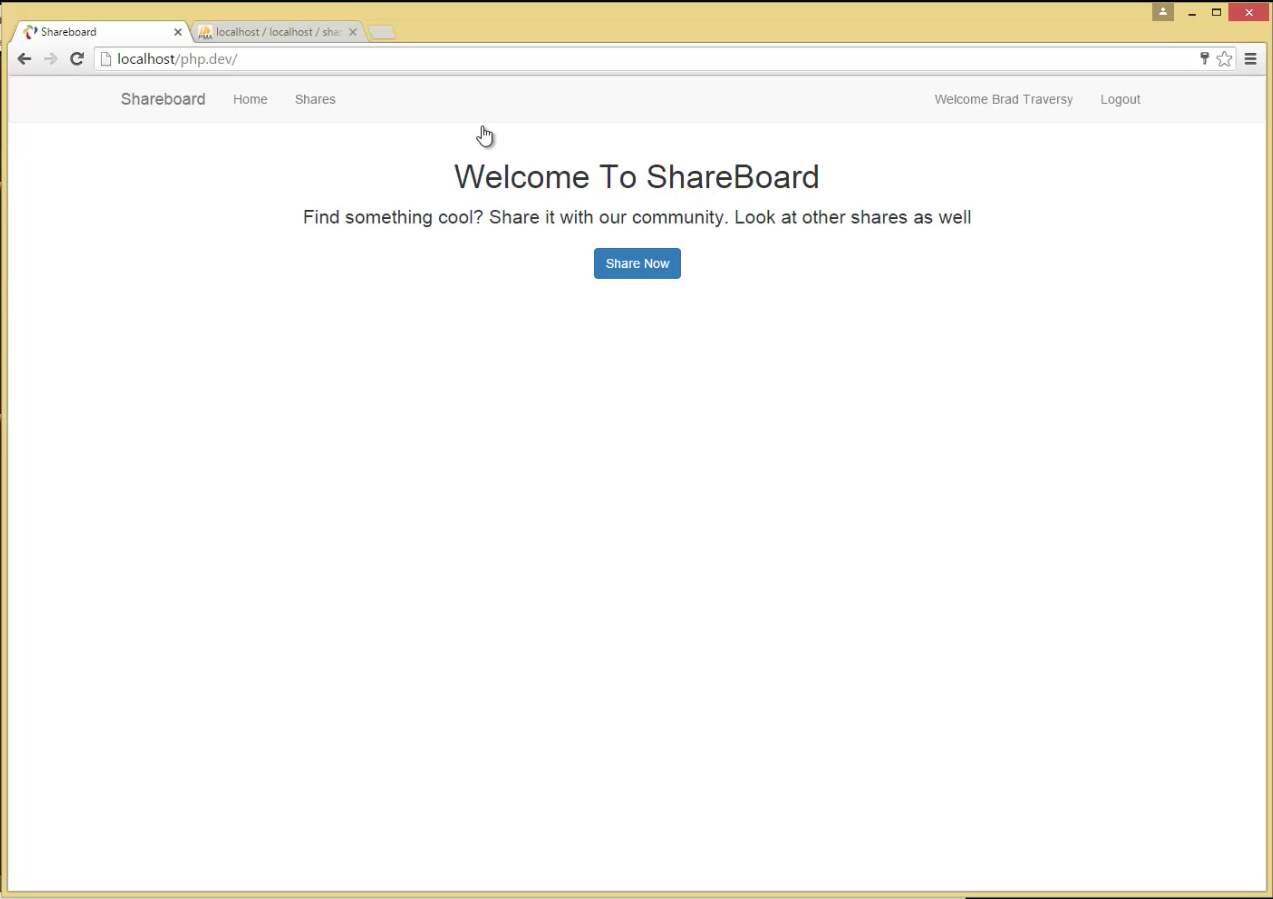 Shareboard
localhost / localhost / sha
localhost/php.dev/
Shareboard Home Shares Welcome Brad Traversy Logout
Welcome To ShareBoard
Find something cool? Share it with our community. Look at other shares as well
Share Now